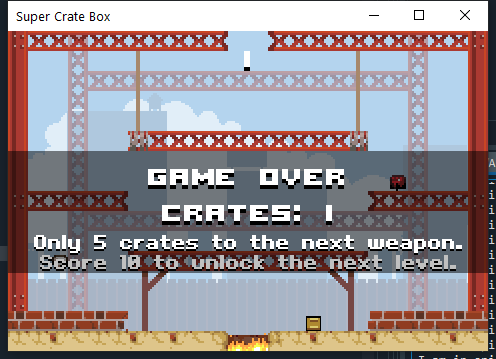 Super Crate Box
1
GAME OVER
CRATES: 1
Only 5 crates to the next weapon.
Score 10 to unlock the next level.